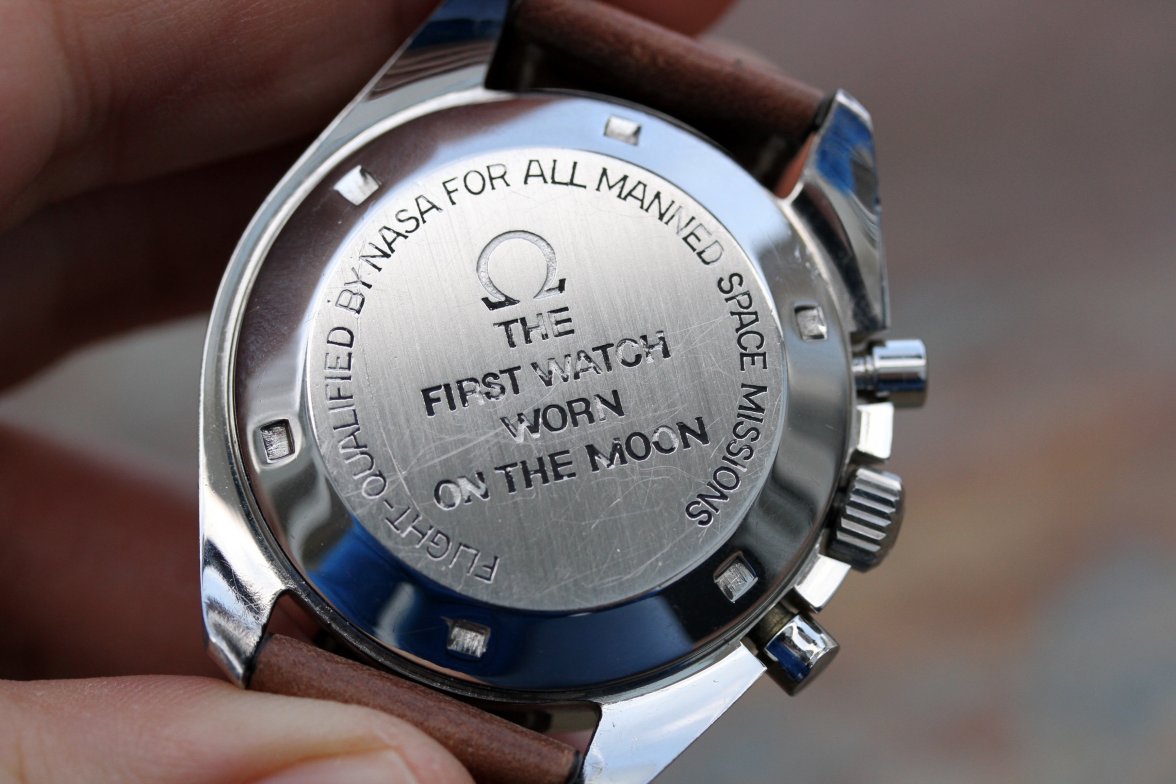 FLIGHT-QUALIFIED BY NASA FOR ALL MANNED SPACE MISSIONS
Ω
THE
FIRST WATCH
WORN
ON THE MOON